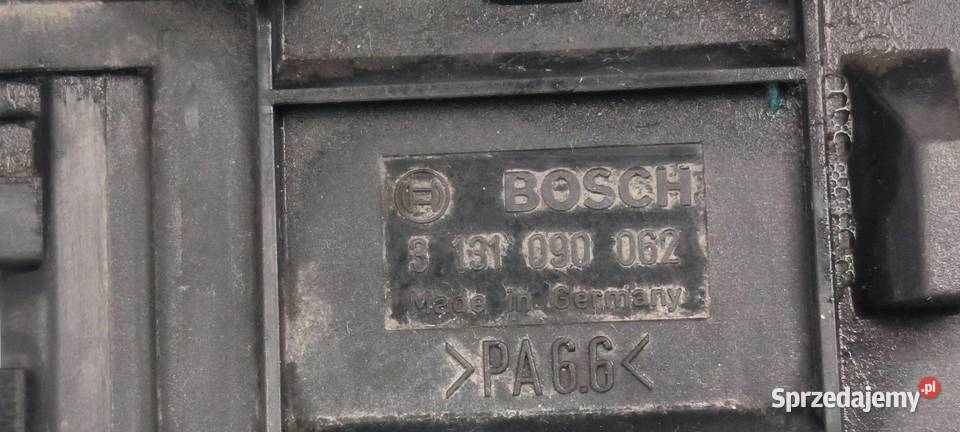 BOSCH
3 131 090 062
Made in Germany
>PA6.6<
Sprzedajemy.pl